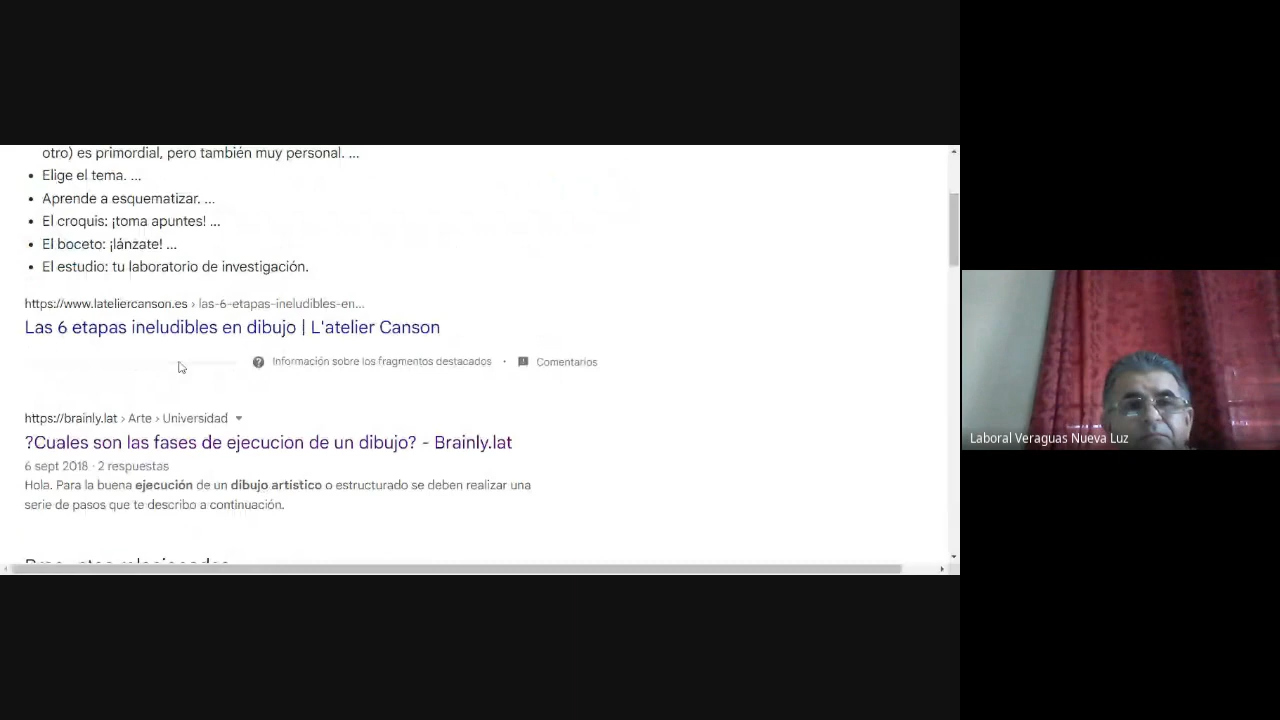 otro) es primordial, pero también muy personal. ...
• Elige el tema. ...
• Aprende a esquematizar. ...
• El croquis: ¡toma apuntes! ...
• El boceto: ¡lánzate! ...
• El estudio: tu laboratorio de investigación.
https://www.lateliercanson.es › las-6-etapas-ineludibles-en...
Las 6 etapas ineludibles en dibujo | L'atelier Canson
Información sobre los fragmentos destacados • Comentarios
https://brainly.lat › Arte › Universidad
?Cuales son las fases de ejecucion de un dibujo? - Brainly.lat
6 sept 2018 · 2 respuestas
Hola. Para la buena ejecución de un dibujo artístico o estructurado se deben realizar una
serie de pasos que te describo a continuación.
Laboral Veraguas Nueva Luz